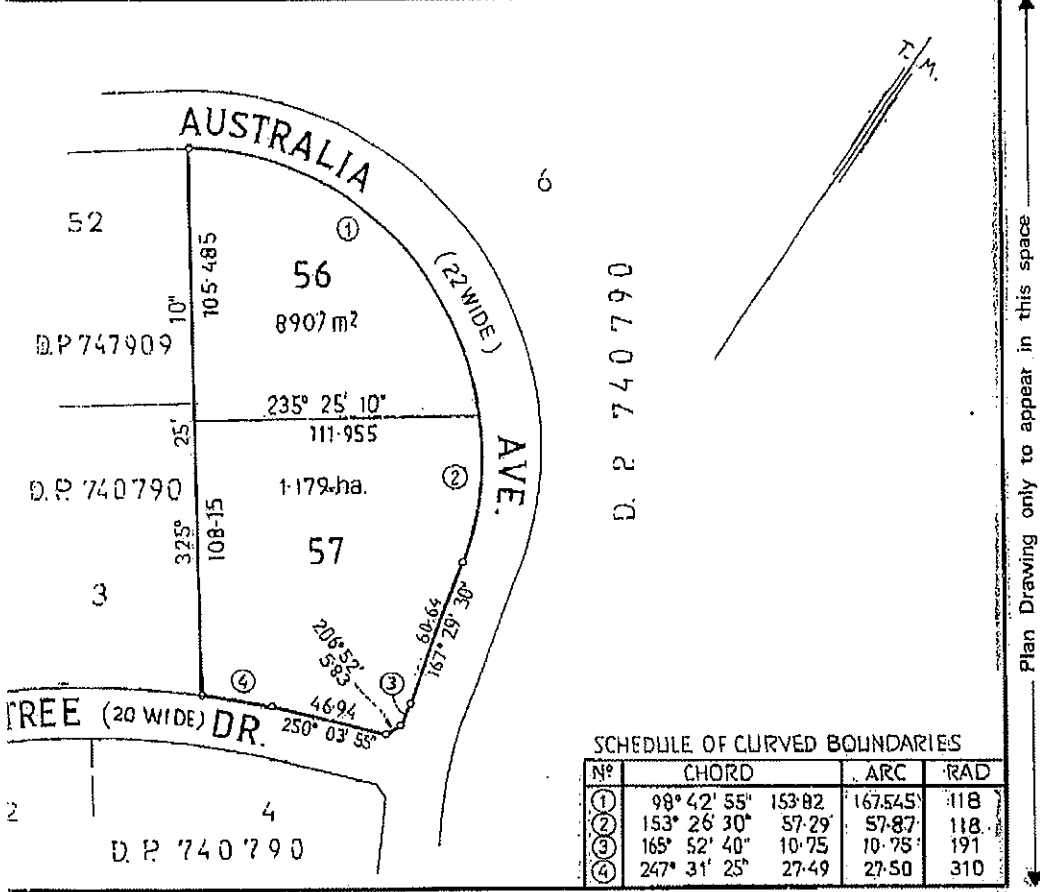 T. M.
AUSTRALIA
6
52
①
(22 WIDE)
56
105·485
10"
8907 m²
D.P. 747909
D. P. 740790
235° 25' 10"
111·955
25'
AVE.
②
D.P. 740790
1·179 ha.
325°
108·15
57
3
60·64
167° 29' 30"
206° 52'
5·83
③
④
46·94
250° 03' 55"
TREE (20 WIDE) DR.
2
4
D. P. 740790
SCHEDULE OF CURVED BOUNDARIES
Nº CHORD ARC RAD
① 98° 42' 55" 153·82 167·545 118
② 153° 26' 30" 57·29 57·87 118
③ 165° 52' 40" 10·75 10·75 191
④ 247° 31' 25" 27·49 27·50 310
Plan Drawing only to appear in this space